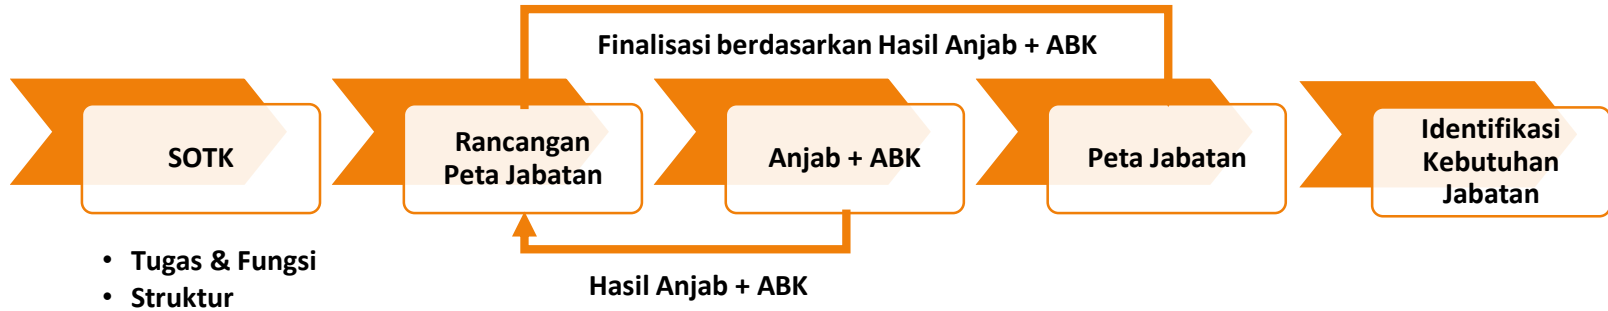 Finalisasi berdasarkan Hasil Anjab + ABK
SOTK
Rancangan
Peta Jabatan
Anjab + ABK
Peta Jabatan
Identifikasi
Kebutuhan
Jabatan
• Tugas & Fungsi
• Struktur
Hasil Anjab + ABK